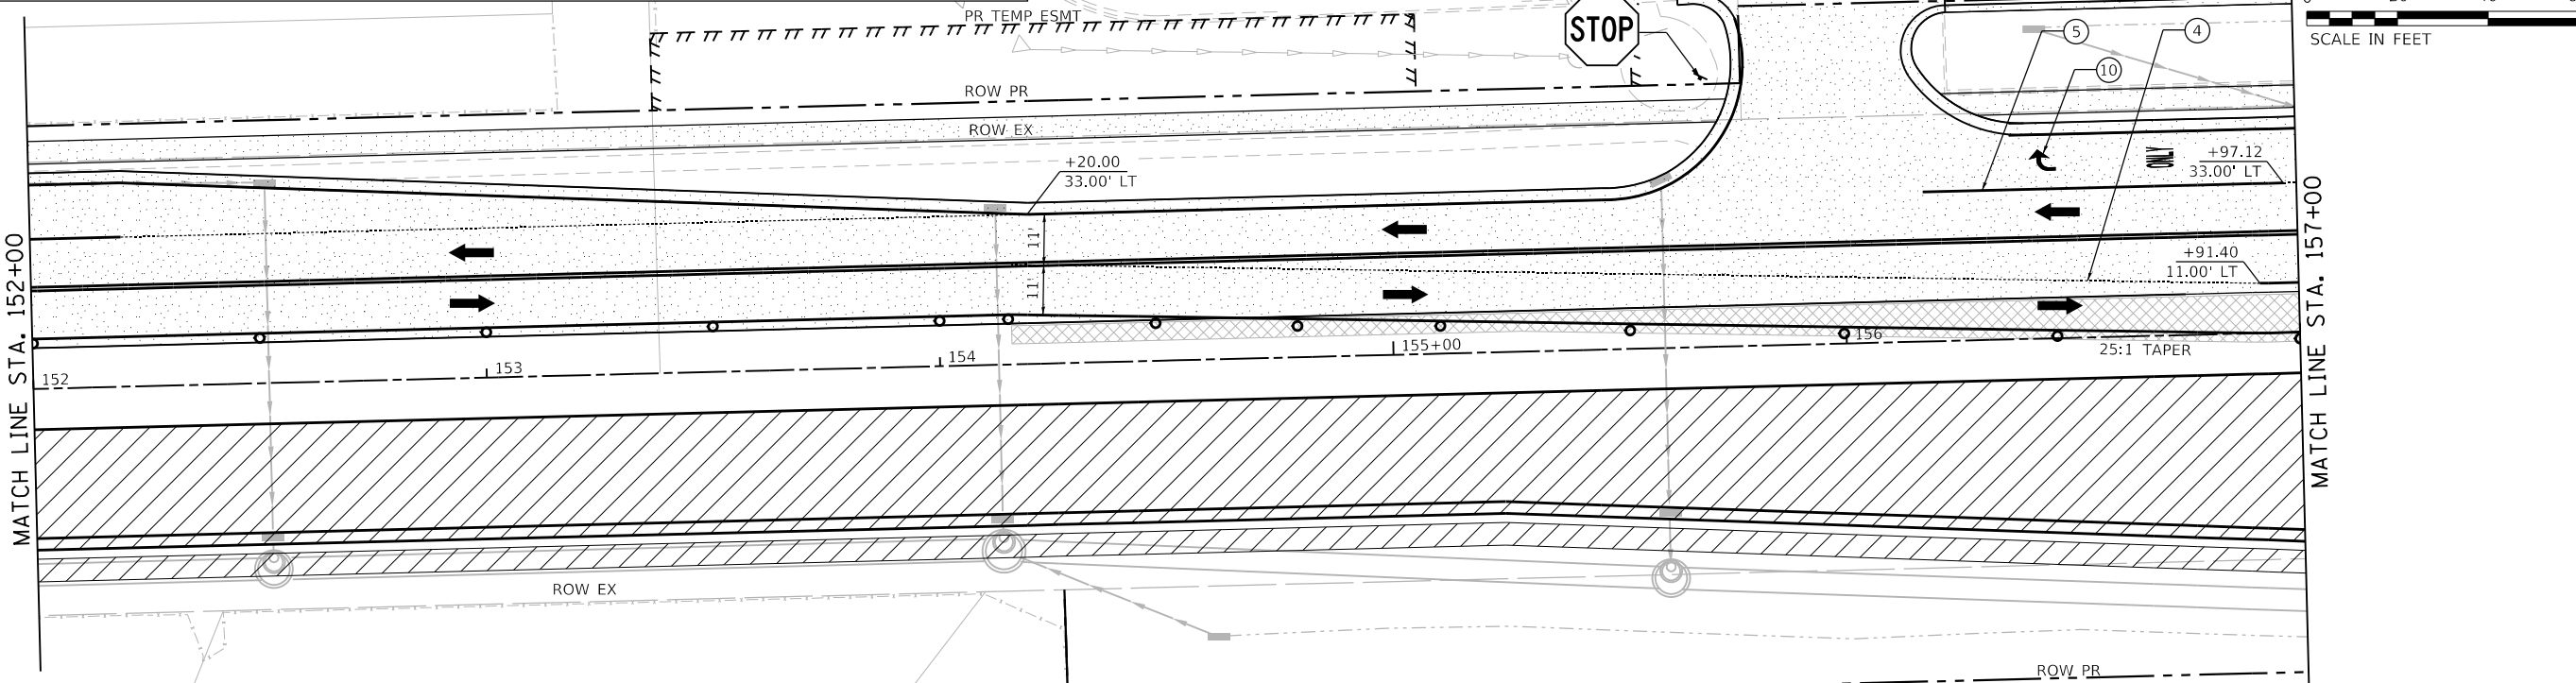 PR TEMP ESMT
STOP
5
4
SCALE IN FEET
10
ROW PR
ROW EX
+20.00
33.00' LT
+97.12
33.00' LT
11'
11'
+91.40
11.00' LT
MATCH LINE STA. 152+00
MATCH LINE STA. 157+00
152
153
154
155+00
156
25:1 TAPER
ROW EX
ROW PR